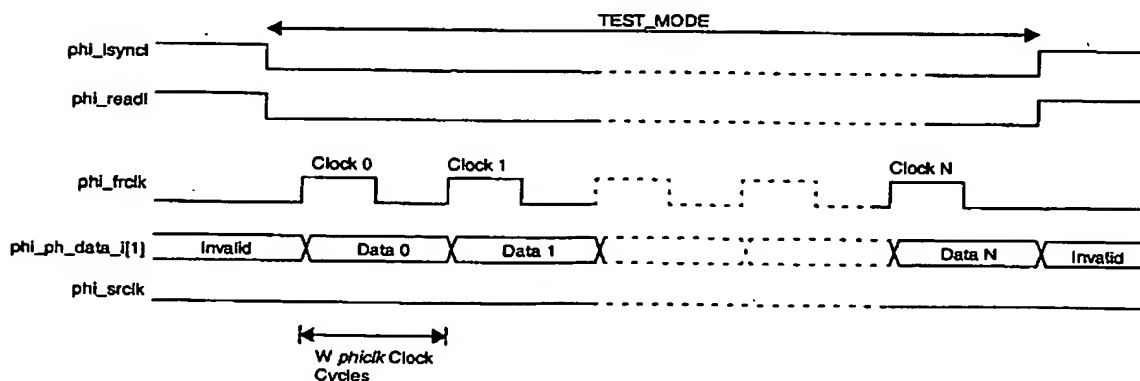 TEST_MODE
phi_lsyncl
phi_readl
Clock 0 Clock 1 Clock N
phi_frclk
phi_ph_data_i[1] Invalid Data 0 Data 1 Data N Invalid
phi_srclk
W phiclk Clock
Cycles